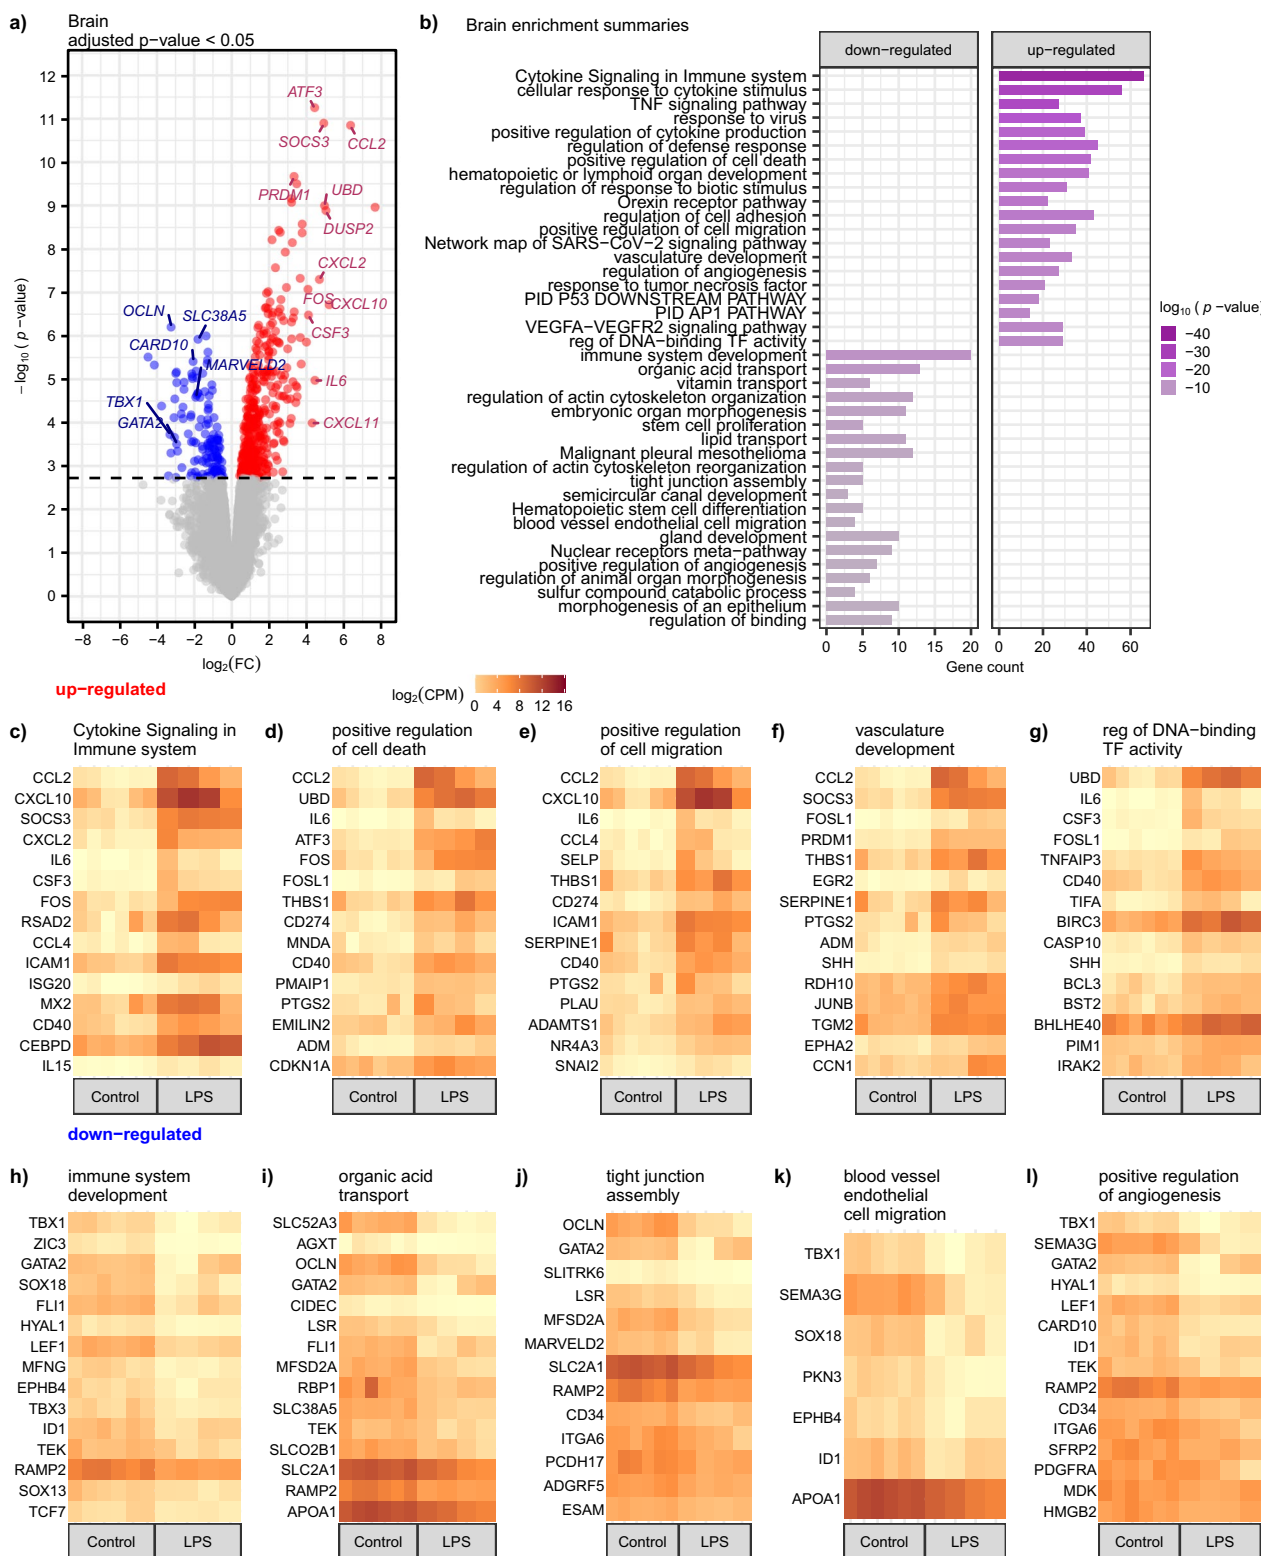 a)
Brain
adjusted p−value < 0.05
12
11
10
9
8
7
6
5
4
3
2
1
0
−log10 ( p −value)
−8
−6
−4
−2
0
2
4
6
8
log2(FC)
ATF3
SOCS3
CCL2
PRDM1
UBD
DUSP2
CXCL2
FOS
CXCL10
CSF3
IL6
CXCL11
OCLN
SLC38A5
CARD10
MARVELD2
TBX1
GATA2
b)
Brain enrichment summaries
down−regulated
up−regulated
Cytokine Signaling in Immune system
cellular response to cytokine stimulus
TNF signaling pathway
response to virus
positive regulation of cytokine production
regulation of defense response
positive regulation of cell death
hematopoietic or lymphoid organ development
regulation of response to biotic stimulus
Orexin receptor pathway
regulation of cell adhesion
positive regulation of cell migration
Network map of SARS−CoV−2 signaling pathway
vasculature development
regulation of angiogenesis
response to tumor necrosis factor
PID P53 DOWNSTREAM PATHWAY
PID AP1 PATHWAY
VEGFA−VEGFR2 signaling pathway
reg of DNA−binding TF activity
immune system development
organic acid transport
vitamin transport
regulation of actin cytoskeleton organization
embryonic organ morphogenesis
stem cell proliferation
lipid transport
Malignant pleural mesothelioma
regulation of actin cytoskeleton reorganization
tight junction assembly
semicircular canal development
Hematopoietic stem cell differentiation
blood vessel endothelial cell migration
gland development
Nuclear receptors meta−pathway
positive regulation of angiogenesis
regulation of animal organ morphogenesis
sulfur compound catabolic process
morphogenesis of an epithelium
regulation of binding
0 5 10 15 20
0 20 40 60
Gene count
log10 ( p −value)
−40
−30
−20
−10
up−regulated
log2(CPM)
0 4 8 12 16
c)
Cytokine Signaling in
Immune system
CCL2
CXCL10
SOCS3
CXCL2
IL6
CSF3
FOS
RSAD2
CCL4
ICAM1
ISG20
MX2
CD40
CEBPD
IL15
Control LPS
d)
positive regulation
of cell death
CCL2
UBD
IL6
ATF3
FOS
FOSL1
THBS1
CD274
MNDA
CD40
PMAIP1
PTGS2
EMILIN2
ADM
CDKN1A
Control LPS
e)
positive regulation
of cell migration
CCL2
CXCL10
IL6
CCL4
SELP
THBS1
CD274
ICAM1
SERPINE1
CD40
PTGS2
PLAU
ADAMTS1
NR4A3
SNAI2
Control LPS
f)
vasculature
development
CCL2
SOCS3
FOSL1
PRDM1
THBS1
EGR2
SERPINE1
PTGS2
ADM
SHH
RDH10
JUNB
TGM2
EPHA2
CCN1
Control LPS
g)
reg of DNA−binding
TF activity
UBD
IL6
CSF3
FOSL1
TNFAIP3
CD40
TIFA
BIRC3
CASP10
SHH
BCL3
BST2
BHLHE40
PIM1
IRAK2
Control LPS
down−regulated
h)
immune system
development
TBX1
ZIC3
GATA2
SOX18
FLI1
HYAL1
LEF1
MFNG
EPHB4
TBX3
ID1
TEK
RAMP2
SOX13
TCF7
Control LPS
i)
organic acid
transport
SLC52A3
AGXT
OCLN
GATA2
CIDEC
LSR
FLI1
MFSD2A
RBP1
SLC38A5
TEK
SLCO2B1
SLC2A1
RAMP2
APOA1
Control LPS
j)
tight junction
assembly
OCLN
GATA2
SLITRK6
LSR
MFSD2A
MARVELD2
SLC2A1
RAMP2
CD34
ITGA6
PCDH17
ADGRF5
ESAM
Control LPS
k)
blood vessel
endothelial
cell migration
TBX1
SEMA3G
SOX18
PKN3
EPHB4
ID1
APOA1
Control LPS
l)
positive regulation
of angiogenesis
TBX1
SEMA3G
GATA2
HYAL1
LEF1
CARD10
ID1
TEK
RAMP2
CD34
ITGA6
SFRP2
PDGFRA
MDK
HMGB2
Control LPS